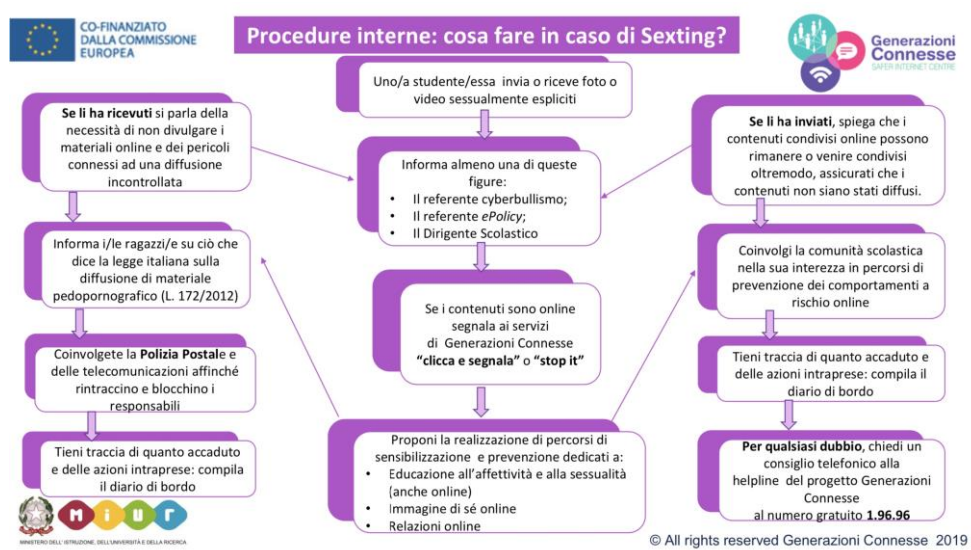 CO-FINANZIATO
DALLA COMMISSIONE
EUROPEA
Procedure interne: cosa fare in caso di Sexting?
Generazioni
Connesse
SAFER INTERNET CENTRE
Uno/a studente/essa invia o riceve foto o
video sessualmente espliciti
Se li ha ricevuti si parla della
necessità di non divulgare i
materiali online e dei pericoli
connessi ad una diffusione
incontrollata
Informa i/le ragazzi/e su ciò che
dice la legge italiana sulla
diffusione di materiale
pedopornografico (L. 172/2012)
Coinvolgete la Polizia Postale e
delle telecomunicazioni affinché
rintraccino e blocchino i
responsabili
Tieni traccia di quanto accaduto
e delle azioni intraprese: compila
il diario di bordo
Informa almeno una di queste
figure:
• Il referente cyberbullismo;
• Il referente ePolicy;
• Il Dirigente Scolastico
Se i contenuti sono online
segnala ai servizi
di Generazioni Connesse
“clicca e segnala” o “stop it”
Proponi la realizzazione di percorsi di
sensibilizzazione e prevenzione dedicati a:
• Educazione all’affettività e alla sessualità
(anche online)
• Immagine di sé online
• Relazioni online
Se li ha inviati, spiega che i
contenuti condivisi online possono
rimanere o venire condivisi
oltremodo, assicurati che i
contenuti non siano stati diffusi.
Coinvolgi la comunità scolastica
nella sua interezza in percorsi di
prevenzione dei comportamenti a
rischio online
Tieni traccia di quanto accaduto e
delle azioni intraprese: compila il
diario di bordo
Per qualsiasi dubbio, chiedi un
consiglio telefonico alla
helpline del progetto Generazioni
Connesse
al numero gratuito 1.96.96
miur
MINISTERO DELL’ISTRUZIONE, DELL’UNIVERSITÀ E DELLA RICERCA
© All rights reserved Generazioni Connesse 2019